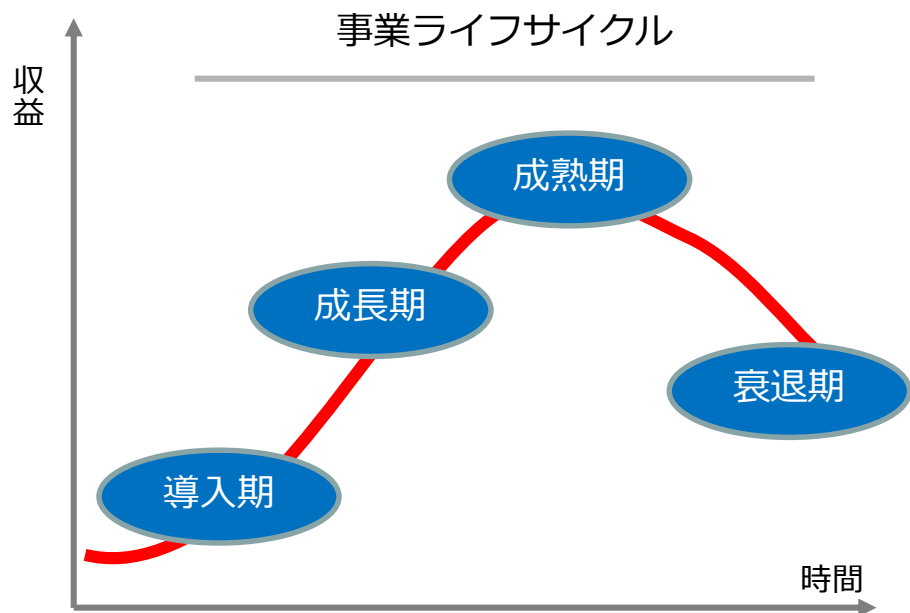 事業ライフサイクル
収益
成熟期
成長期
衰退期
導入期
時間